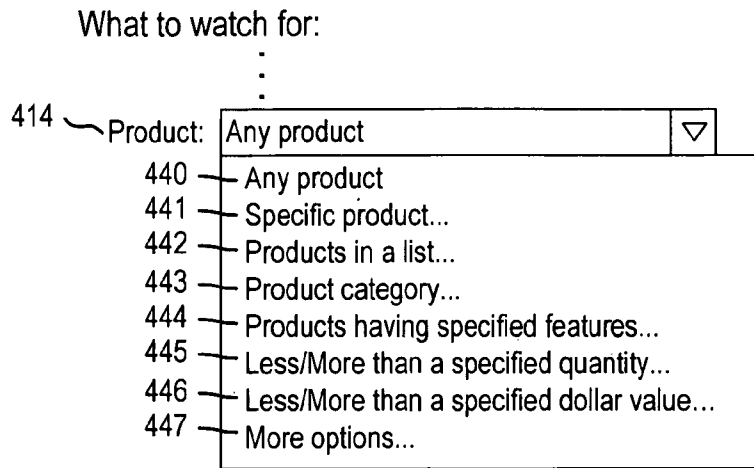 What to watch for:
414 Product: Any product
440 Any product
441 Specific product...
442 Products in a list...
443 Product category...
444 Products having specified features...
445 Less/More than a specified quantity...
446 Less/More than a specified dollar value...
447 More options...